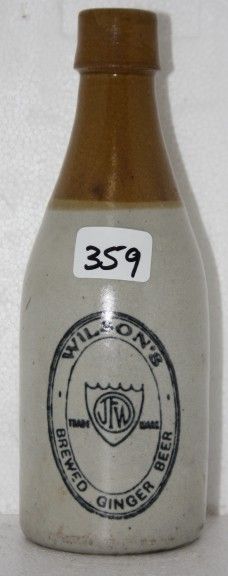 359
WILSON'S
JFW
TRADE MARK
BREWED GINGER BEER